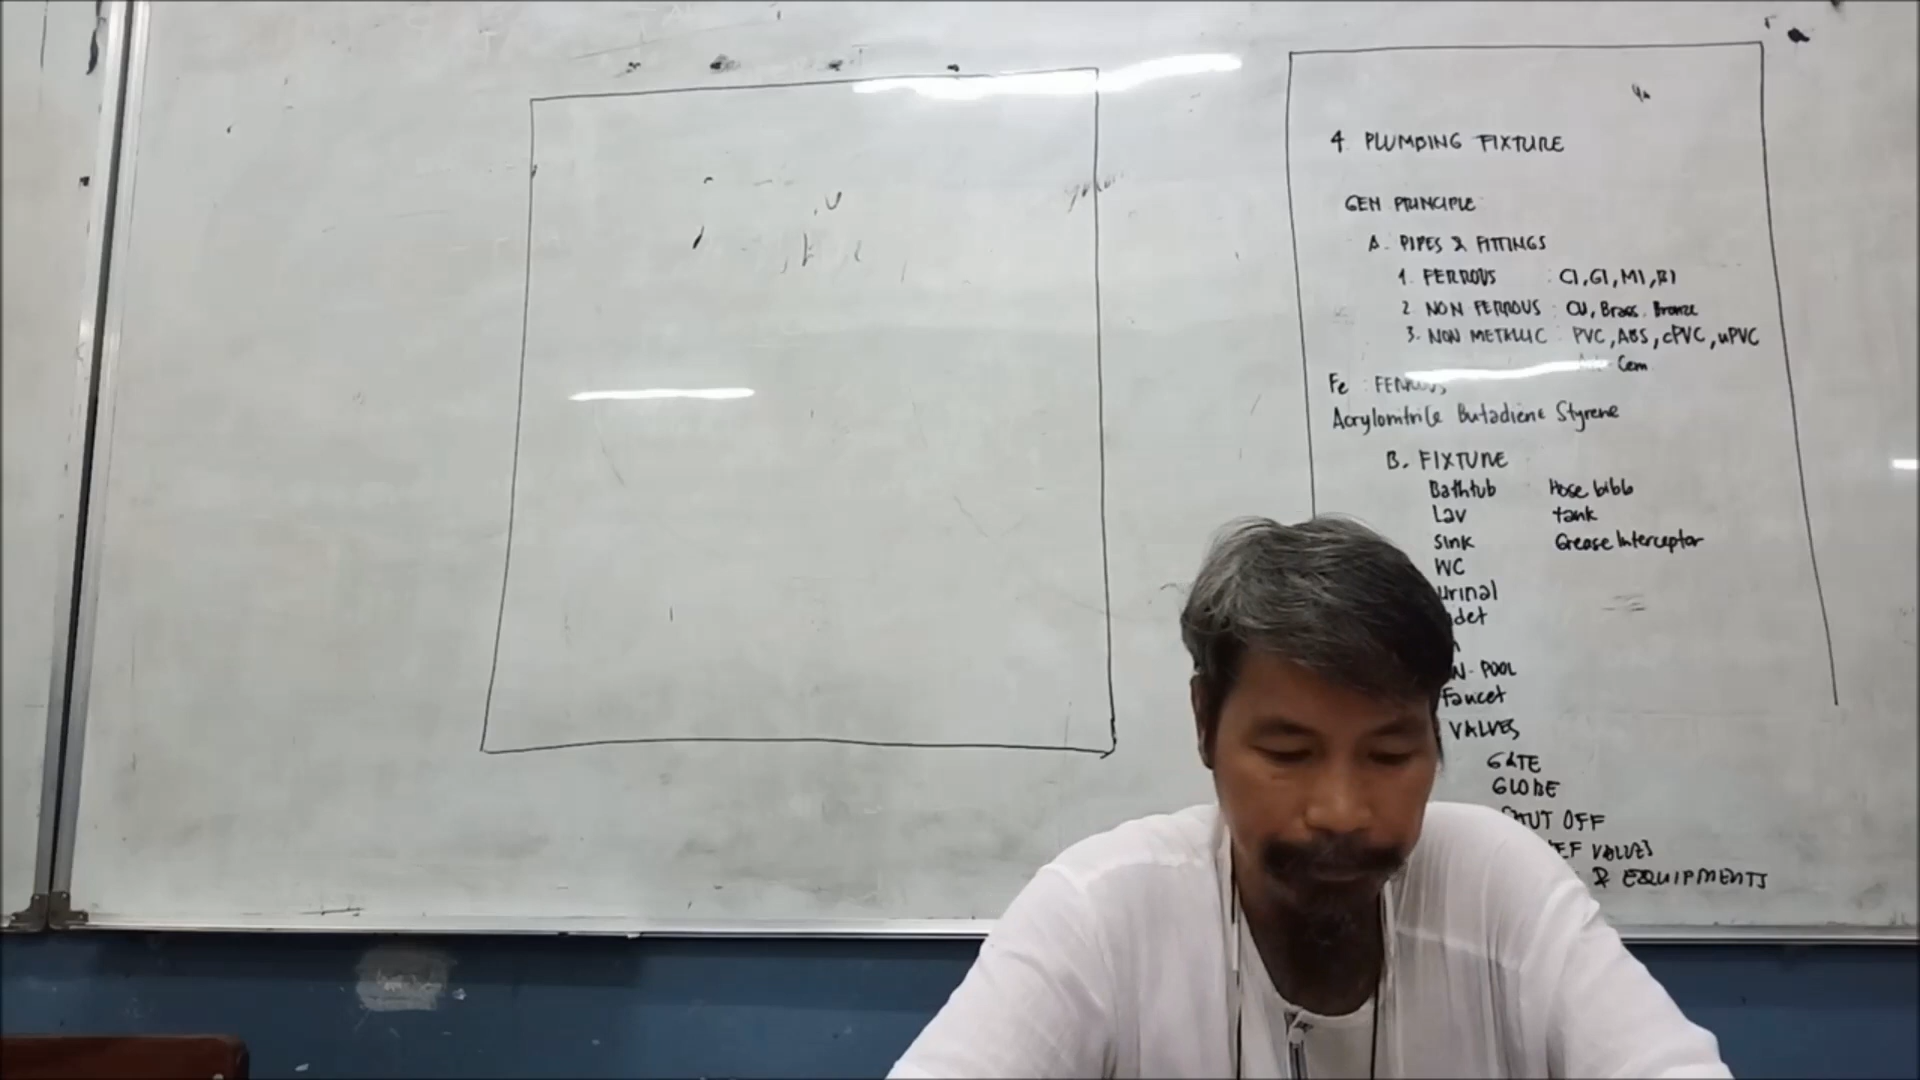 4 PLUMBING FIXTURE
GEN PRINCIPLE
A. PIPES & FITTINGS
1. FERROUS : CI, GI, MI, BI
2. NON FERROUS : CU, Brass, Bronze
3. NON METALLIC : PVC, ABS, cPVC, uPVC
Cem
Fe : FERROUS
Acrylonitrile Butadiene Styrene
B. FIXTURE
Bathtub Hose bibb
Lav tank
Sink Grease Interceptor
WC
Urinal
POOL
Faucet
VALVES
GATE
GLOBE
SHUT OFF
VALVES
& EQUIPMENTS